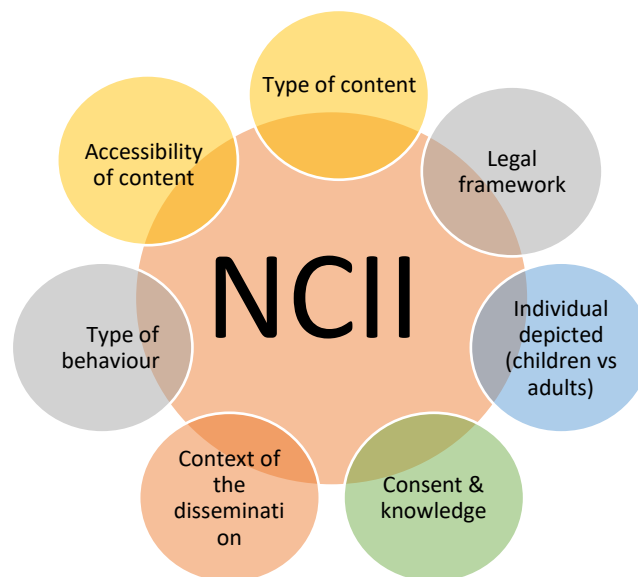 Type of content
Legal
framework
Individual
depicted
(children vs
adults)
Consent &
knowledge
Context of
the
disseminati
on
Type of
behaviour
Accessibility
of content
NCII